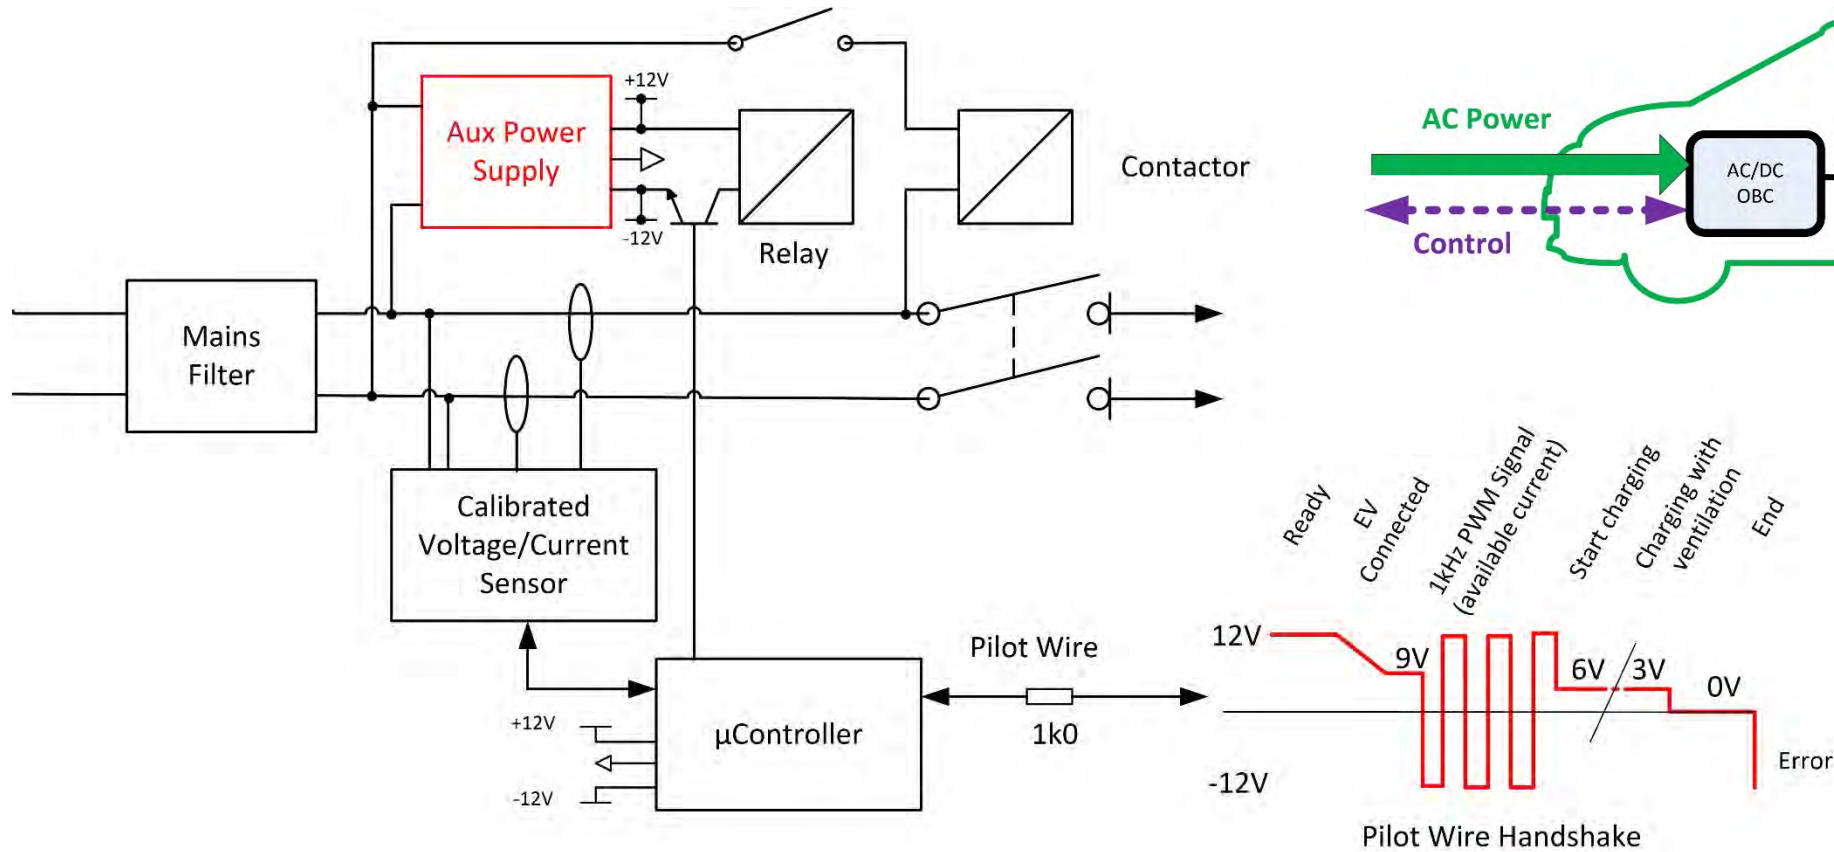 +12V
Aux Power
Supply
-12V
Relay
Contactor
AC Power
Control
AC/DC
OBC
Mains
Filter
Calibrated
Voltage/Current
Sensor
+12V
-12V
µController
Pilot Wire
1k0
Ready
EV
Connected
1kHz PWM Signal
(available current)
Start charging
Charging with
ventilation
End
12V
9V
6V
3V
0V
-12V
Error
Pilot Wire Handshake